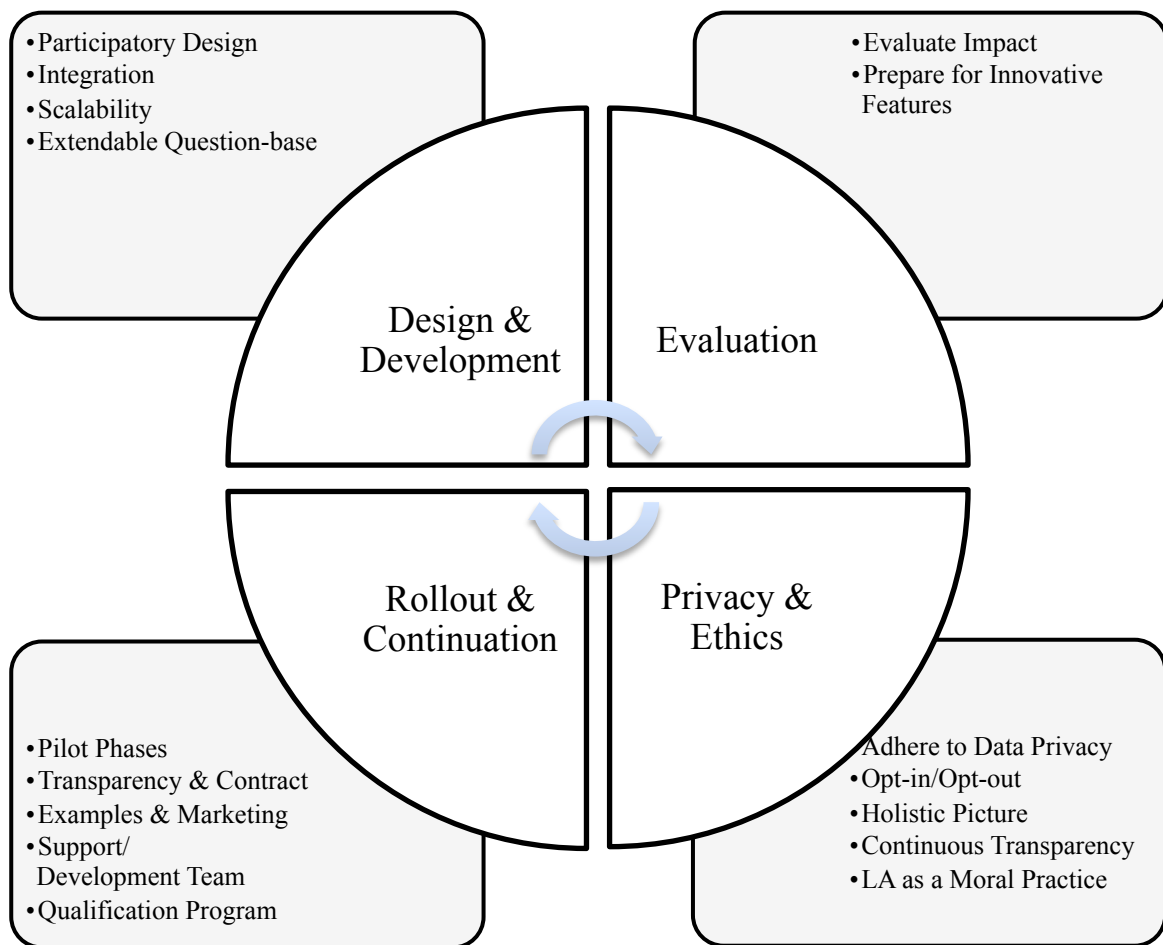 •Participatory Design
•Integration
•Scalability
•Extendable Question-base
•Evaluate Impact
•Prepare for Innovative
Features
Design &
Development
Evaluation
Rollout &
Continuation
Privacy &
Ethics
•Pilot Phases
•Transparency & Contract
•Examples & Marketing
•Support/
Development Team
•Qualification Program
Adhere to Data Privacy
•Opt-in/Opt-out
•Holistic Picture
•Continuous Transparency
•LA as a Moral Practice